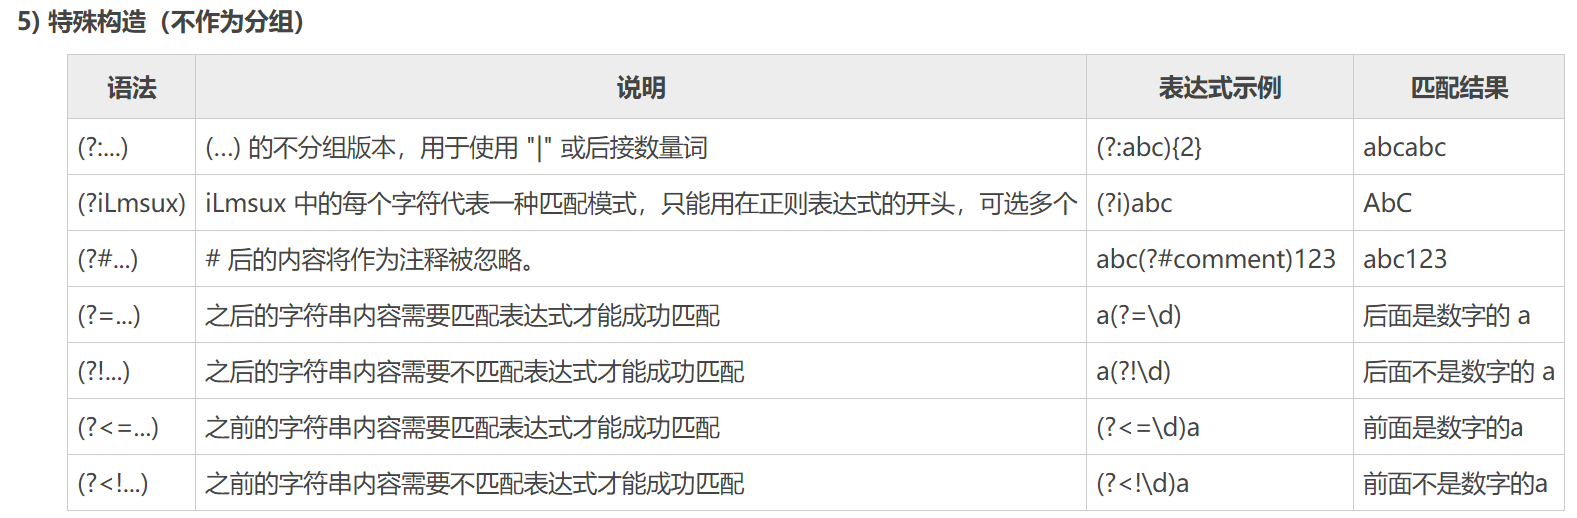 5) 特殊构造（不作为分组）
语法 说明 表达式示例 匹配结果
(?:...) (...) 的不分组版本，用于使用 "|" 或后接数量词 (?:abc){2} abcabc
(?iLmsux) iLmsux 中的每个字符代表一种匹配模式，只能用在正则表达式的开头，可选多个 (?i)abc AbC
(?#...) # 后的内容将作为注释被忽略。 abc(?#comment)123 abc123
(?=...) 之后的字符串内容需要匹配表达式才能成功匹配 a(?=\d) 后面是数字的 a
(?!...) 之后的字符串内容需要不匹配表达式才能成功匹配 a(?!\d) 后面不是数字的 a
(?<=...) 之前的字符串内容需要匹配表达式才能成功匹配 (?<=\d)a 前面是数字的a
(?<!...) 之前的字符串内容需要不匹配表达式才能成功匹配 (?<!\d)a 前面不是数字的a